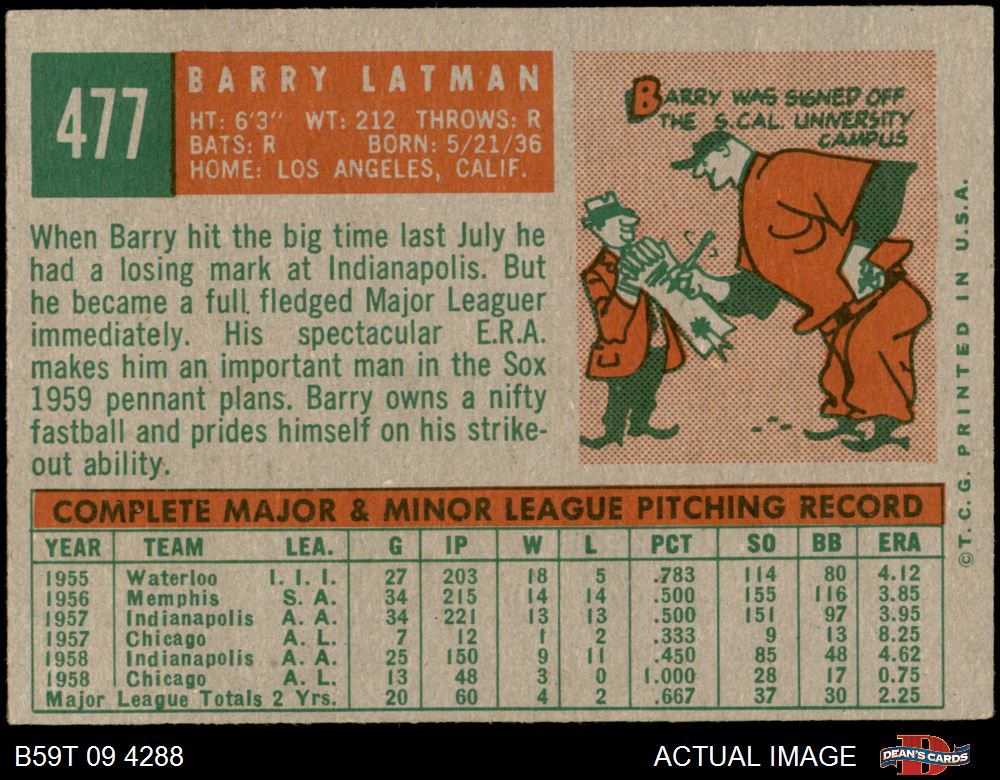 477
BARRY LATMAN
HT: 6'3" WT: 212 THROWS: R
BATS: R BORN: 5/21/36
HOME: LOS ANGELES, CALIF.
BARRY WAS SIGNED OFF
THE S. CAL. UNIVERSITY
CAMPUS
When Barry hit the big time last July he
had a losing mark at Indianapolis. But
he became a full fledged Major Leaguer
immediately. His spectacular E.R.A.
makes him an important man in the Sox
1959 pennant plans. Barry owns a nifty
fastball and prides himself on his strike-
out ability.
©T.C.G. PRINTED IN U.S.A.
COMPLETE MAJOR & MINOR LEAGUE PITCHING RECORD
YEAR TEAM LEA. G IP W L PCT SO BB ERA
1955 Waterloo I. I. I. 27 203 18 5 .783 114 80 4.12
1956 Memphis S. A. 34 215 14 14 .500 155 116 3.85
1957 Indianapolis A. A. 34 221 13 13 .500 151 97 3.95
1957 Chicago A. L. 7 12 1 2 .333 9 13 8.25
1958 Indianapolis A. A. 25 150 9 11 .450 85 48 4.62
1958 Chicago A. L. 13 48 3 0 1.000 28 17 0.75
Major League Totals 2 Yrs. 20 60 4 2 .667 37 30 2.25
B59T 09 4288
ACTUAL IMAGE
DEAN'S CARDS